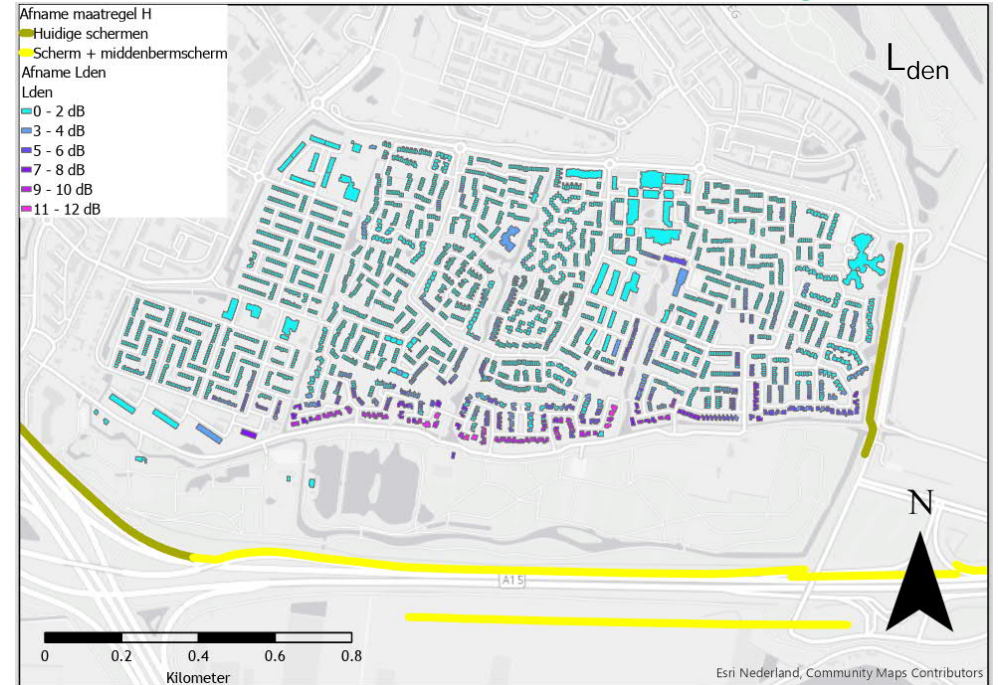 Afname maatregel H
Huidige schermen
Scherm + middenbermscherm
Afname Lden
Lden
0 - 2 dB
3 - 4 dB
5 - 6 dB
7 - 8 dB
9 - 10 dB
11 - 12 dB
Lden
N
A15
0 0.2 0.4 0.6 0.8
Kilometer
Esri Nederland, Community Maps Contributors